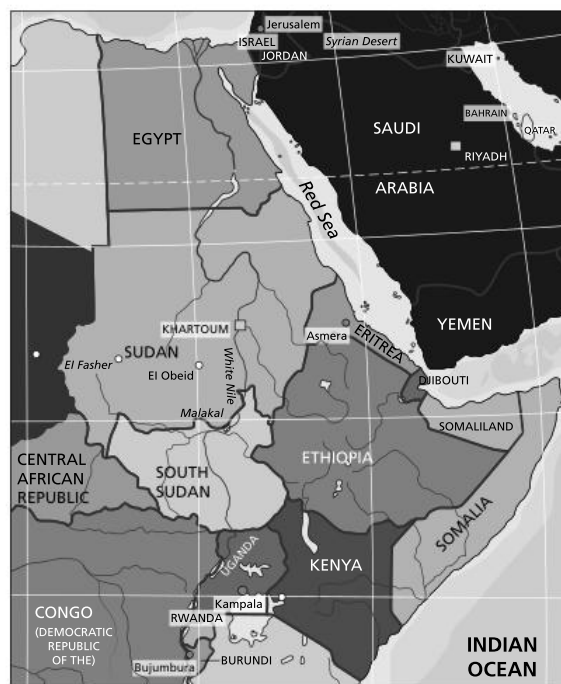 Jerusalem
ISRAEL
Syrian Desert
JORDAN
KUWAIT
BAHRAIN
QATAR
EGYPT
SAUDI
ARABIA
RIYADH
Red Sea
KHARTOUM
SUDAN
El Fasher
El Obeid
White Nile
Malakal
Asmera
ERITREA
YEMEN
DJIBOUTI
SOMALILAND
CENTRAL
AFRICAN
REPUBLIC
SOUTH
SUDAN
ETHIOPIA
SOMALIA
UGANDA
KENYA
Kampala
RWANDA
CONGO
(DEMOCRATIC
REPUBLIC
OF THE)
Bujumbura
BURUNDI
INDIAN
OCEAN